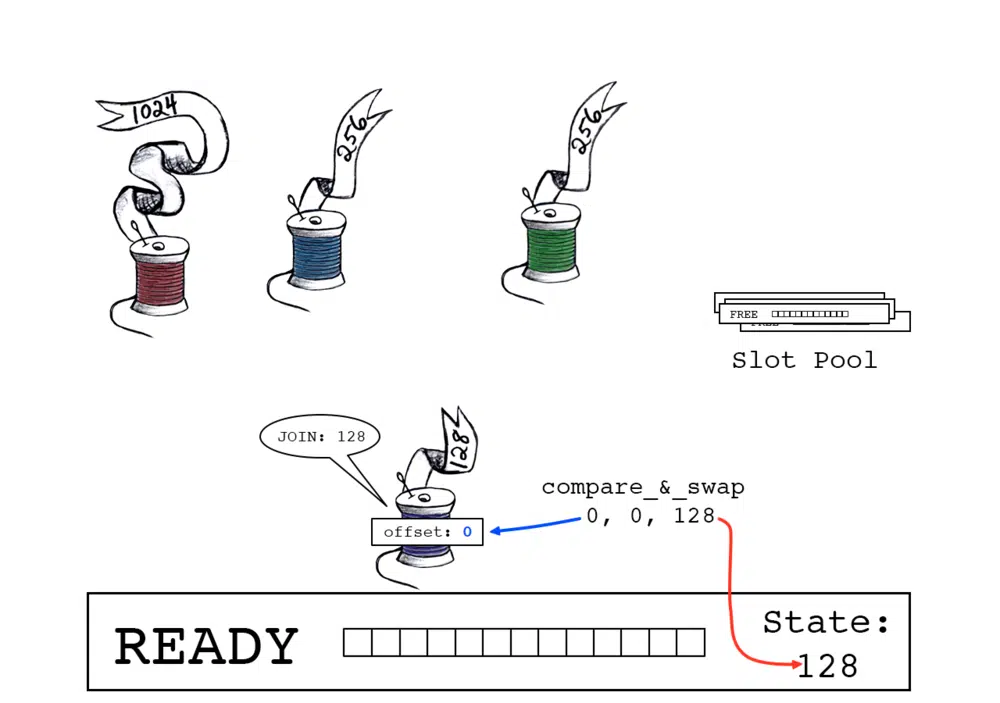 1024
256
256
FREE
FREE
Slot Pool
JOIN: 128
128
compare_&_swap
0, 0, 128
offset: 0
READY
State:
128